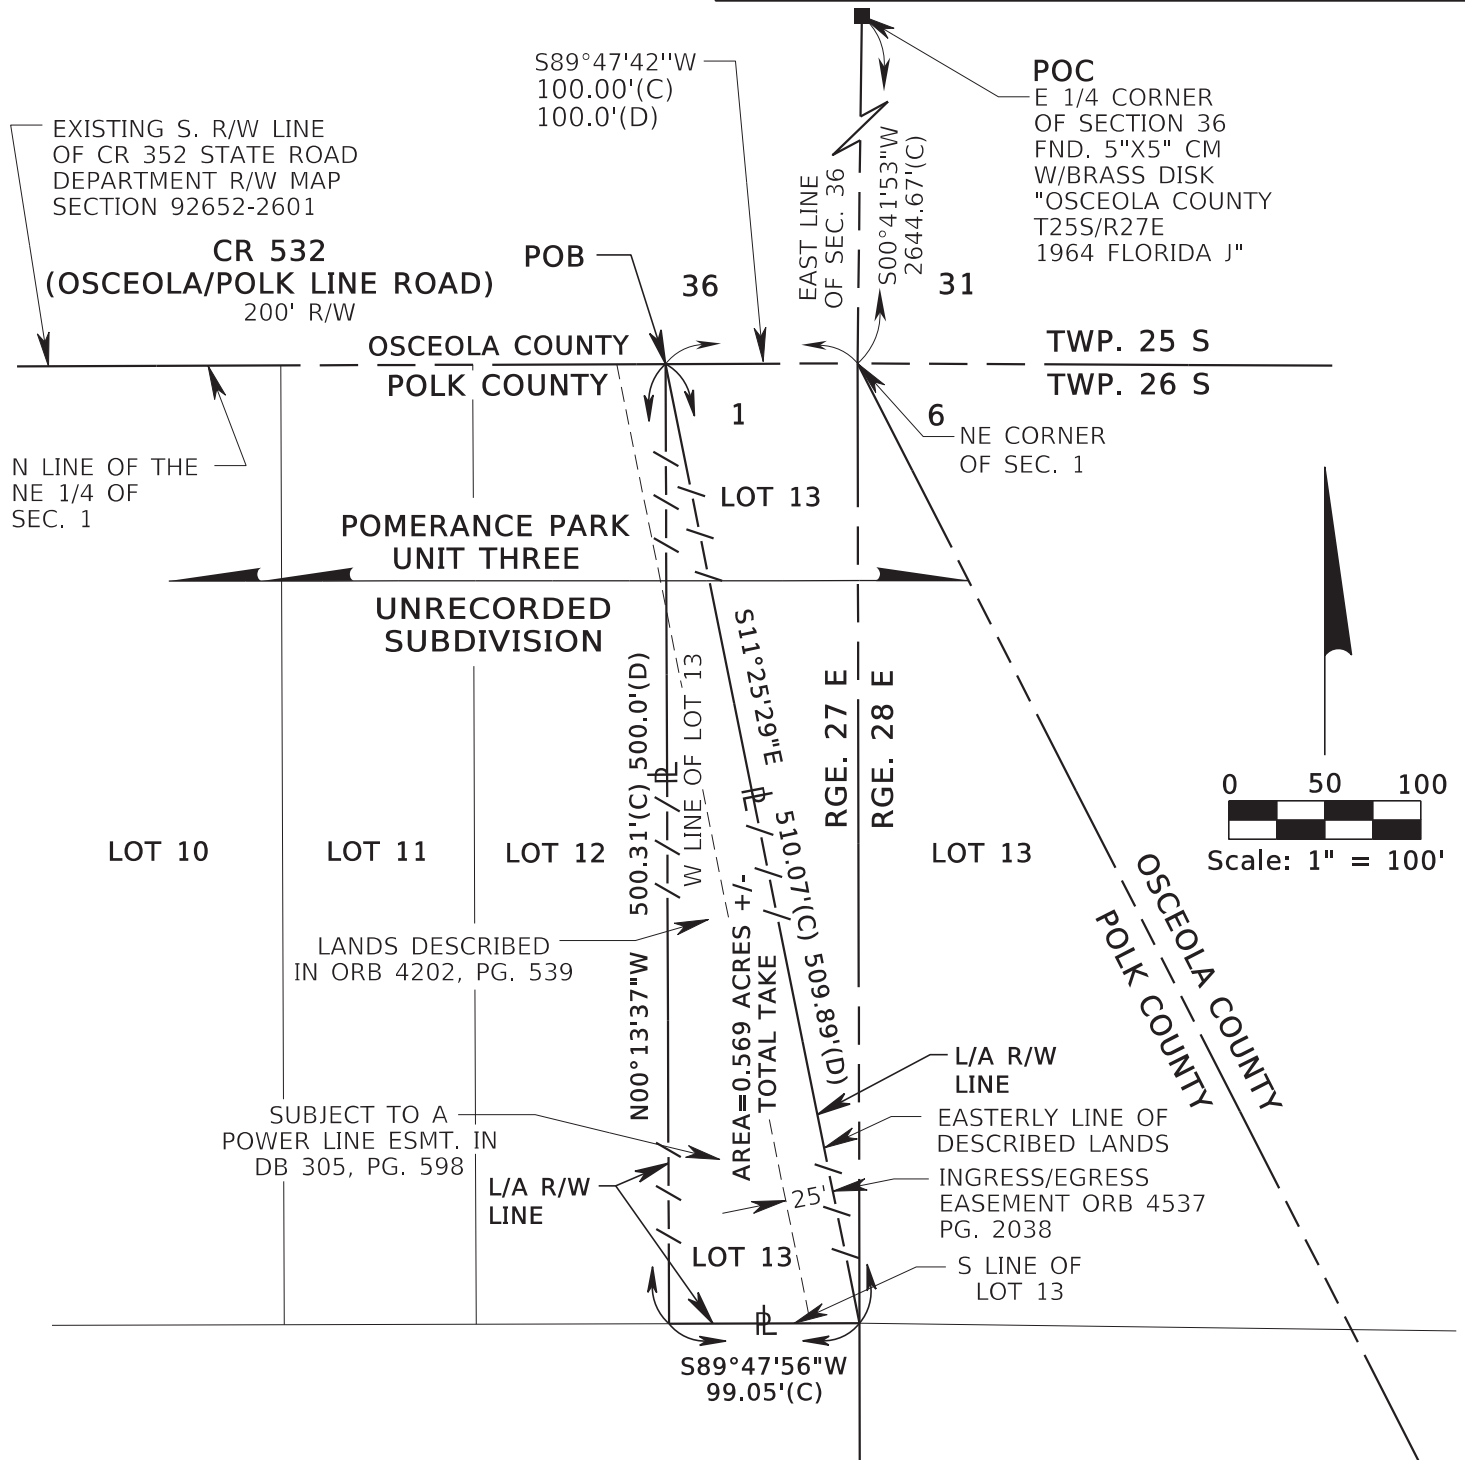 S89°47'42''W
100.00'(C)
100.0'(D)
POC
E 1/4 CORNER
OF SECTION 36
FND. 5"X5" CM
W/BRASS DISK
"OSCEOLA COUNTY
T25S/R27E
1964 FLORIDA J"
EXISTING S. R/W LINE
OF CR 352 STATE ROAD
DEPARTMENT R/W MAP
SECTION 92652-2601
CR 532
(OSCEOLA/POLK LINE ROAD)
200' R/W
POB
36
EAST LINE
OF SEC. 36
S00°41'53"W
2644.67'(C)
31
OSCEOLA COUNTY
POLK COUNTY
TWP. 25 S
TWP. 26 S
1
6
NE CORNER
OF SEC. 1
N LINE OF THE
NE 1/4 OF
SEC. 1
LOT 13
POMERANCE PARK
UNIT THREE
UNRECORDED
SUBDIVISION
S11°25'29"E
510.07'(C) 509.89'(D)
N00°13'37"W
500.31'(C) 500.0'(D)
W LINE OF LOT 13
PL
PL
RGE. 27 E
RGE. 28 E
0 50 100
Scale: 1" = 100'
LOT 10
LOT 11
LOT 12
LOT 13
OSCEOLA COUNTY
POLK COUNTY
LANDS DESCRIBED
IN ORB 4202, PG. 539
AREA=0.569 ACRES +/-
TOTAL TAKE
L/A R/W
LINE
SUBJECT TO A
POWER LINE ESMT. IN
DB 305, PG. 598
EASTERLY LINE OF
DESCRIBED LANDS
L/A R/W
LINE
25'
INGRESS/EGRESS
EASEMENT ORB 4537
PG. 2038
LOT 13
S LINE OF
LOT 13
PL
S89°47'56"W
99.05'(C)